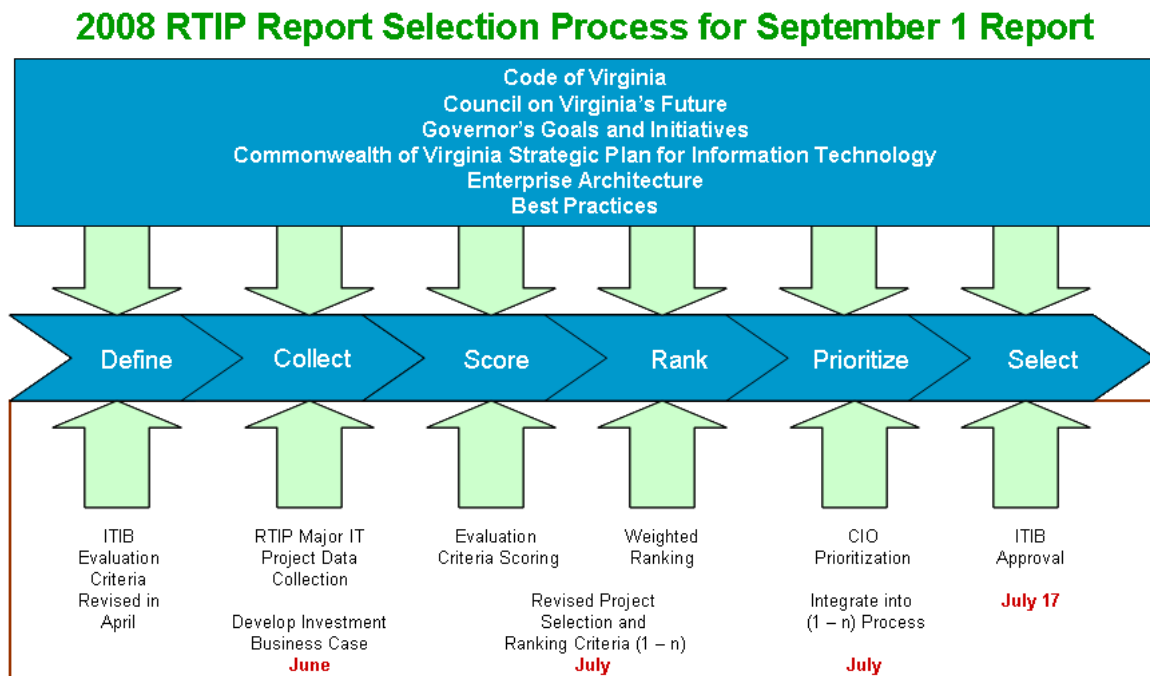 2008 RTIP Report Selection Process for September 1 Report
Code of Virginia
Council on Virginia's Future
Governor's Goals and Initiatives
Commonwealth of Virginia Strategic Plan for Information Technology
Enterprise Architecture
Best Practices
Define
Collect
Score
Rank
Prioritize
Select
ITIB
Evaluation
Criteria
Revised in
April
RTIP Major IT
Project Data
Collection
Develop Investment
Business Case
June
Evaluation
Criteria Scoring
Weighted
Ranking
Revised Project
Selection and
Ranking Criteria (1 – n)
July
CIO
Prioritization
Integrate into
(1 – n) Process
July
ITIB
Approval
July 17